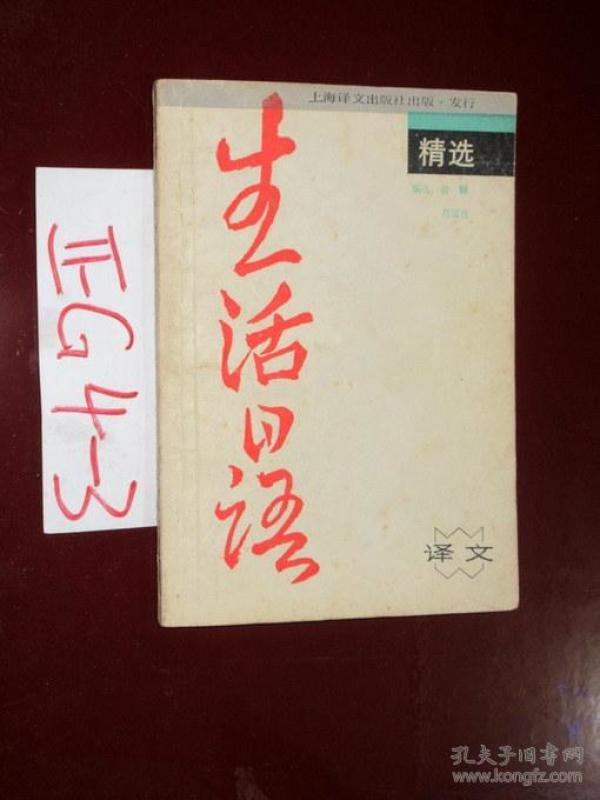 上海译文出版社出版·发行
精选
生活日语
译文
正G4-3
孔夫子旧书网
www.kongfz.com